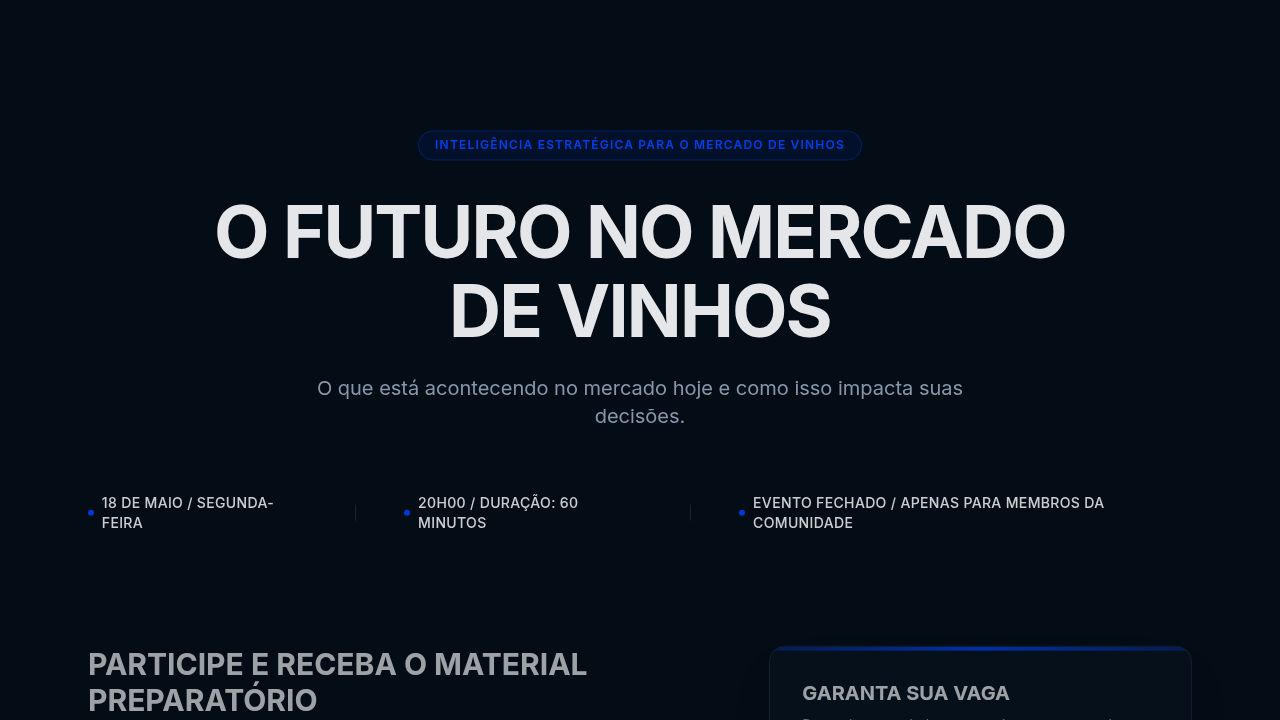 INTELIGÊNCIA ESTRATÉGICA PARA O MERCADO DE VINHOS
O FUTURO NO MERCADO
DE VINHOS
O que está acontecendo no mercado hoje e como isso impacta suas
decisões.
18 DE MAIO / SEGUNDA-
FEIRA
20H00 / DURAÇÃO: 60
MINUTOS
EVENTO FECHADO / APENAS PARA MEMBROS DA
COMUNIDADE
PARTICIPE E RECEBA O MATERIAL
PREPARATÓRIO
GARANTA SUA VAGA